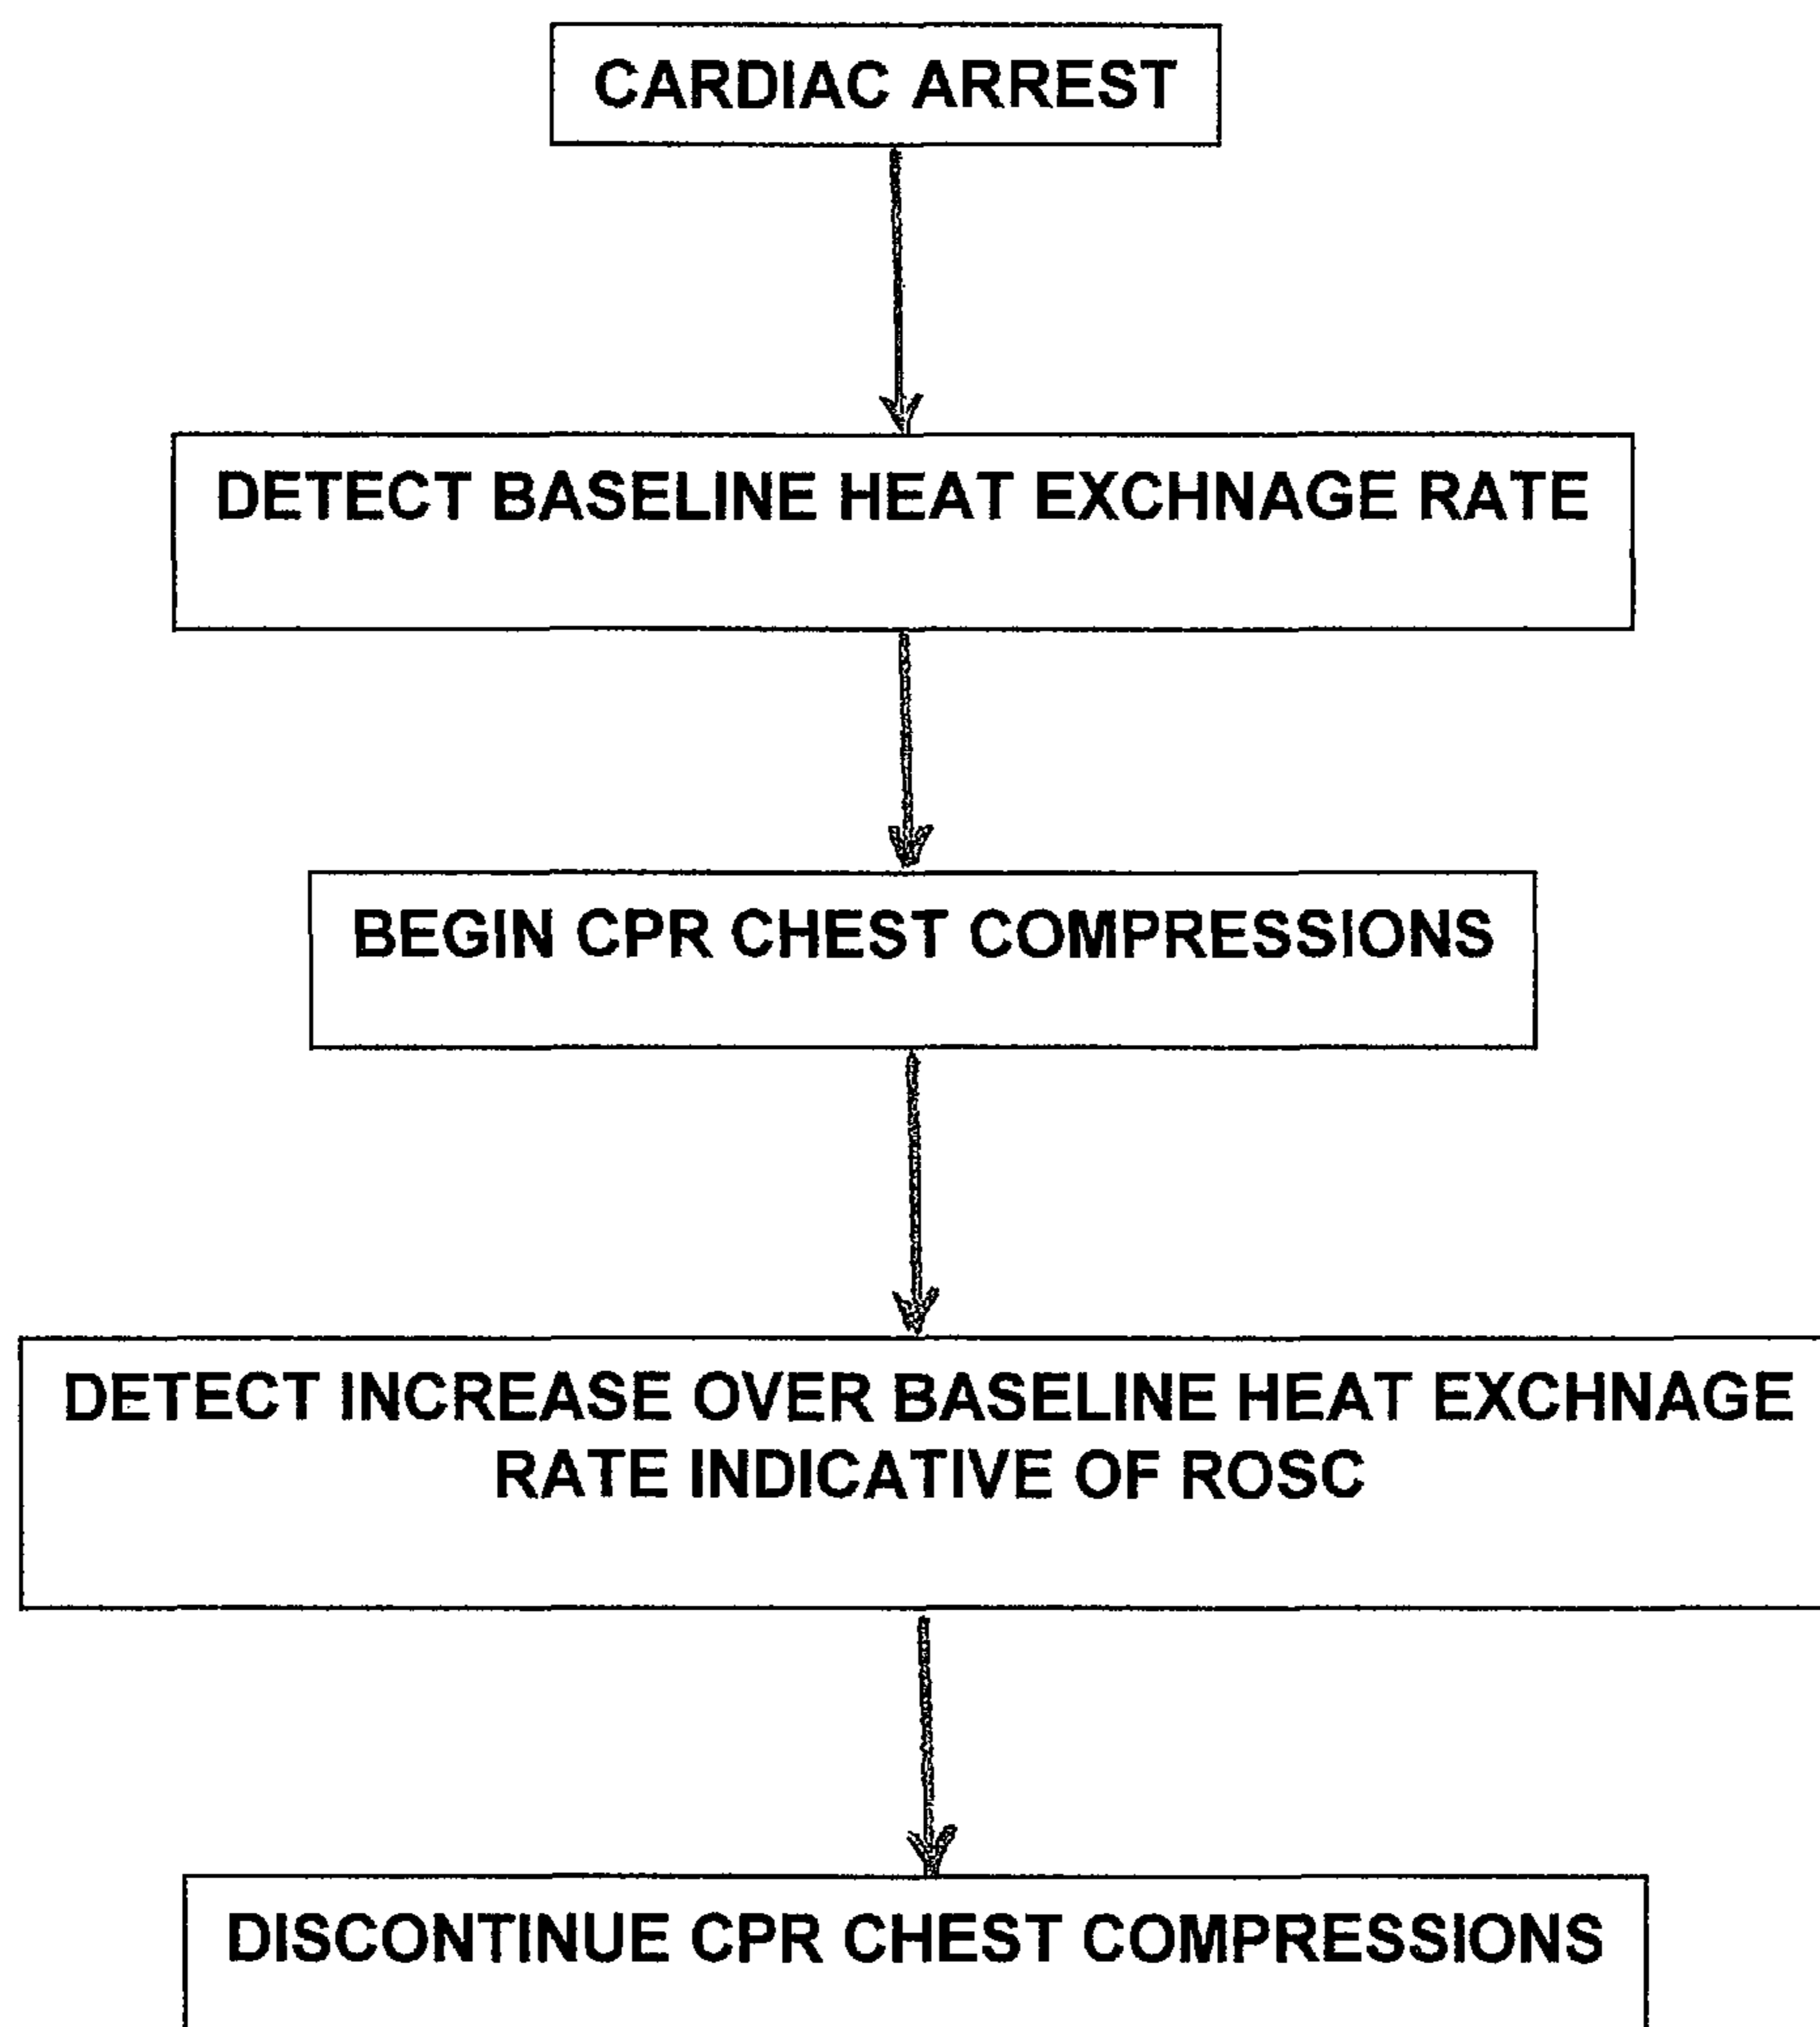 CARDIAC ARREST
DETECT BASELINE HEAT EXCHNAGE RATE
BEGIN CPR CHEST COMPRESSIONS
DETECT INCREASE OVER BASELINE HEAT EXCHNAGE
RATE INDICATIVE OF ROSC
DISCONTINUE CPR CHEST COMPRESSIONS